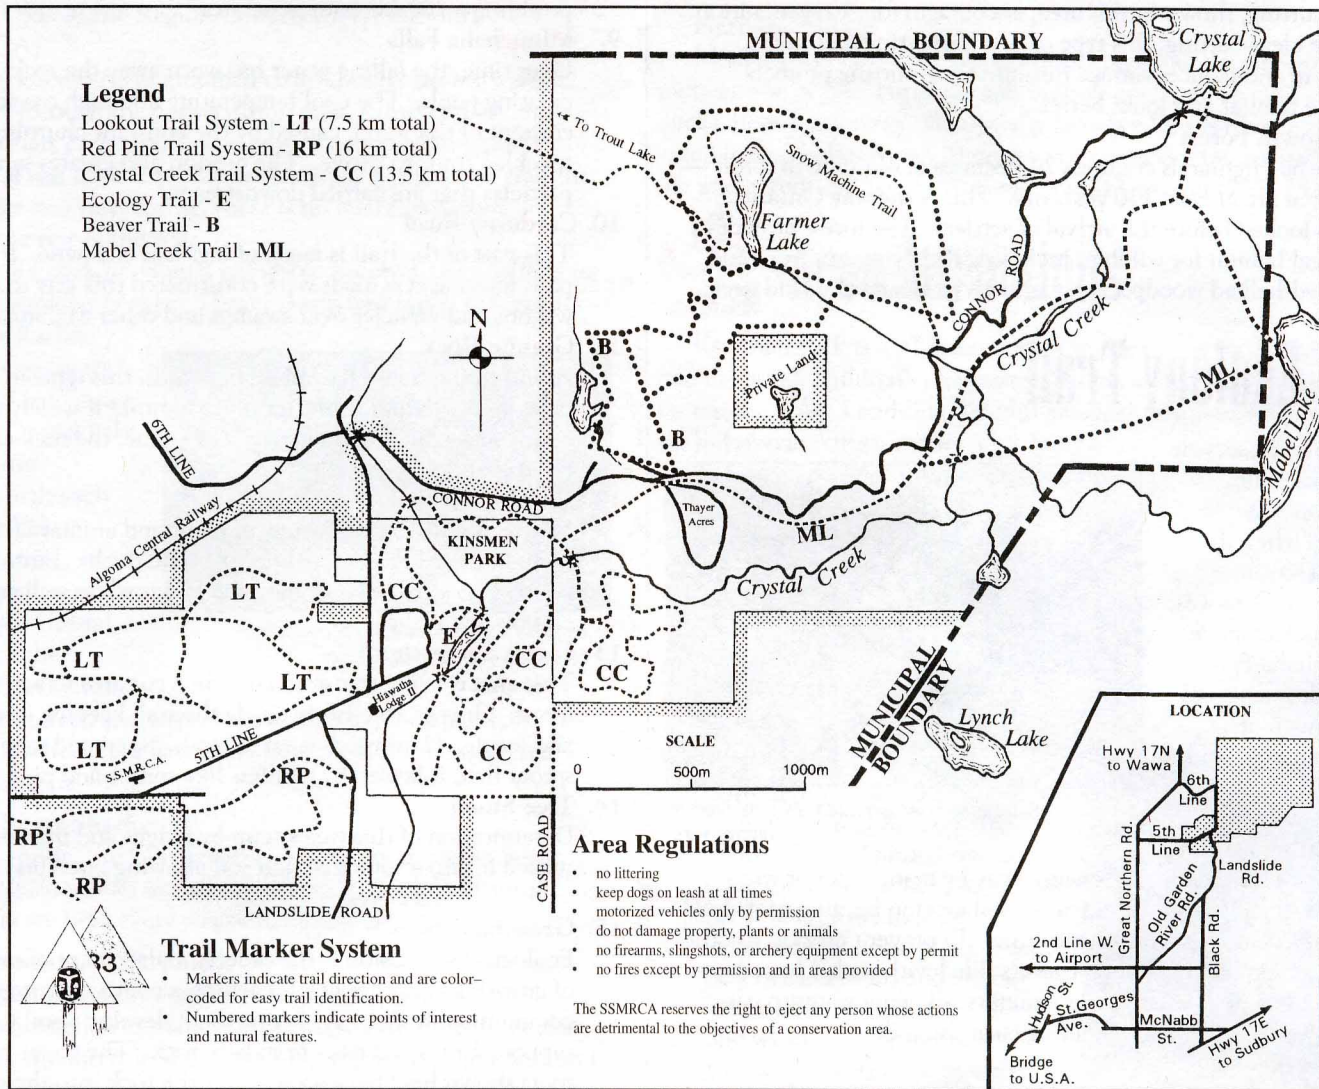 MUNICIPAL BOUNDARY
Crystal
Lake
Legend
Lookout Trail System - LT (7.5 km total)
Red Pine Trail System - RP (16 km total)
Crystal Creek Trail System - CC (13.5 km total)
Ecology Trail - E
Beaver Trail - B
Mabel Creek Trail - ML
To Trout Lake
Snow Machine Trail
Farmer
Lake
CONNOR ROAD
Crystal Creek
N
B
Private Land
ML
Mabel Lake
B
6TH LINE
Algoma Central Railway
CONNOR ROAD
Thayer
Acres
ML
KINSMEN
PARK
Crystal Creek
LT
CC
E
CC
CC
LT
LT
Hiawatha
Lodge II
LT
5TH LINE
S.S.M.R.C.A.
RP
CC
MUNICIPAL
BOUNDARY
Lynch
Lake
SCALE
0 500m 1000m
RP
RP
CASE ROAD
LANDSLIDE ROAD
Area Regulations
• no littering
• keep dogs on leash at all times
• motorized vehicles only by permission
• do not damage property, plants or animals
• no firearms, slingshots, or archery equipment except by permit
• no fires except by permission and in areas provided
The SSMRCA reserves the right to eject any person whose actions
are detrimental to the objectives of a conservation area.
33
Trail Marker System
Markers indicate trail direction and are color-
coded for easy trail identification.
Numbered markers indicate points of interest
and natural features.
LOCATION
Hwy 17N
to Wawa
6th
Line
5th
Line
Landslide
Rd.
Great Northern Rd.
Old Garden
River Rd.
Black Rd.
2nd Line W.
to Airport
Hudson St.
St.Georges
Ave.
McNabb
St.
Hwy 17E
to Sudbury
Bridge
to U.S.A.